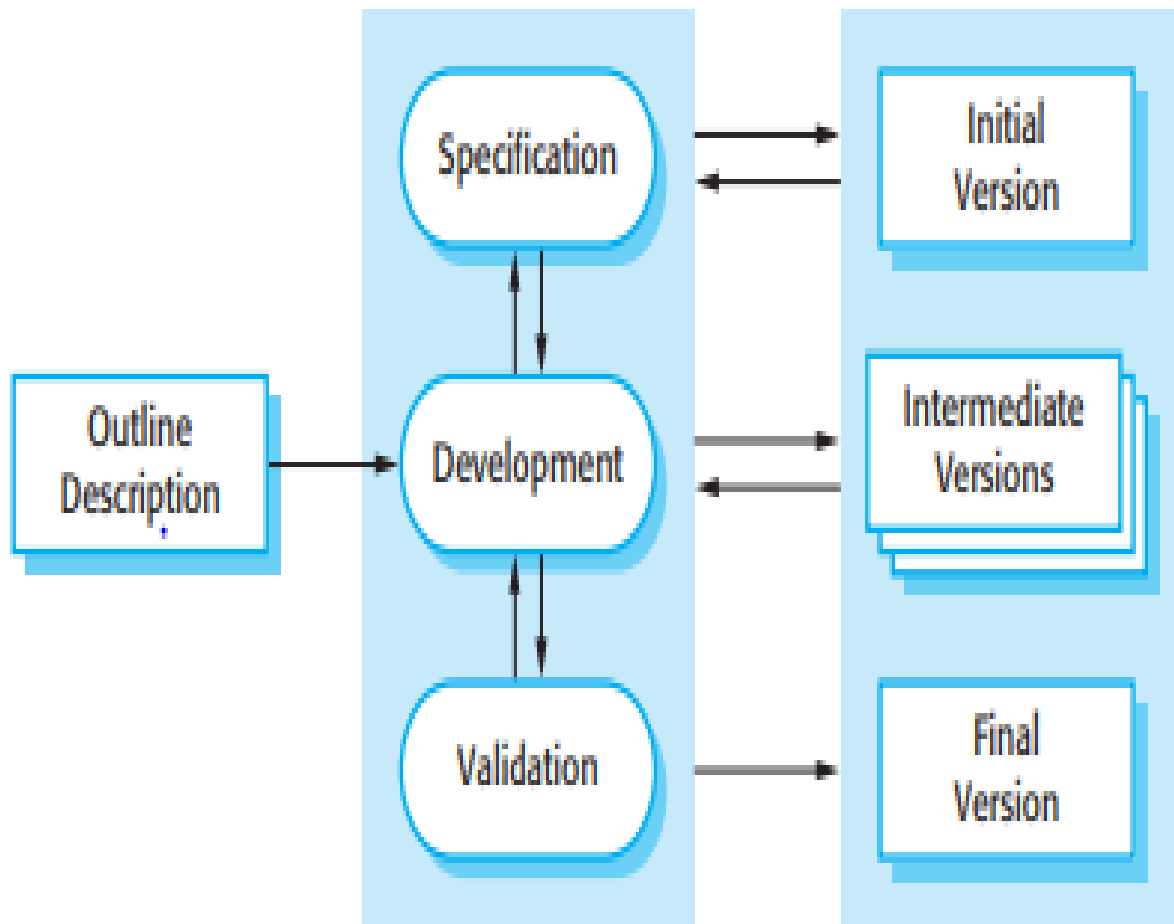 Specification
Initial
Version
Outline
Description
Development
Intermediate
Versions
Validation
Final
Version